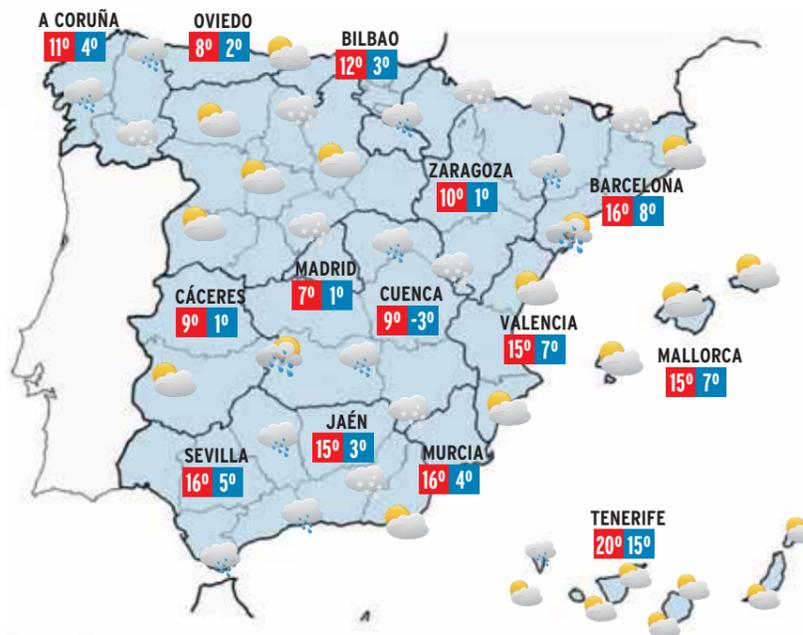 A CORUÑA
11º 4º
OVIEDO
8º 2º
BILBAO
12º 3º
ZARAGOZA
10º 1º
BARCELONA
16º 8º
MADRID
7º 1º
CÁCERES
9º 1º
CUENCA
9º -3º
VALENCIA
15º 7º
MALLORCA
15º 7º
JAÉN
15º 3º
SEVILLA
16º 5º
MURCIA
16º 4º
TENERIFE
20º 15º